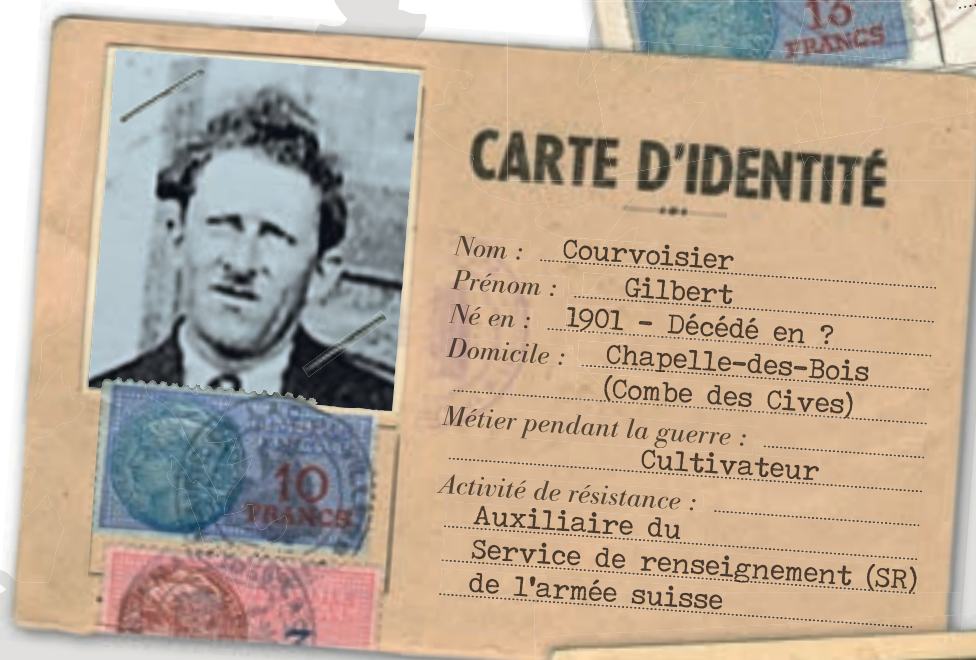 16
FRANCS
CARTE D'IDENTITÉ
Nom : Courvoisier
Prénom : Gilbert
Né en : 1901 - Décédé en ?
Domicile : Chapelle-des-Bois
(Combe des Cives)
Métier pendant la guerre :
Cultivateur
Activité de résistance :
Auxiliaire du
Service de renseignement (SR)
de l'armée suisse
10
FRANCS